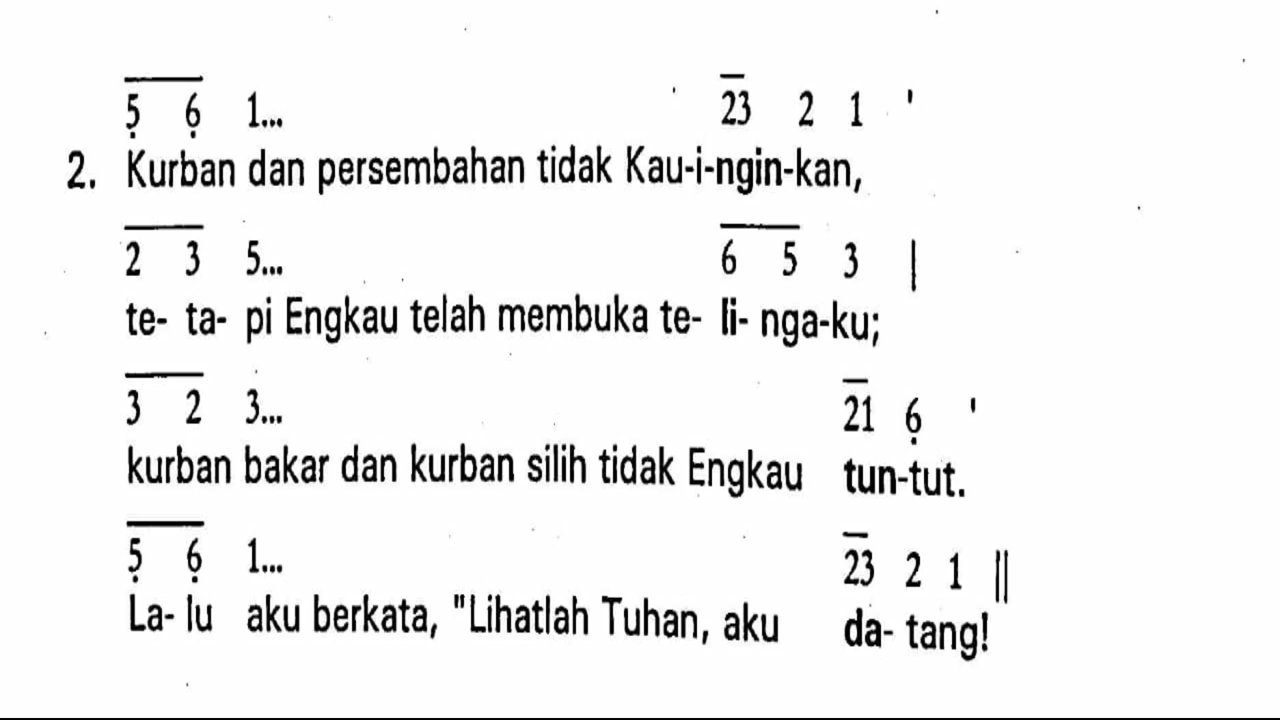 5̣ 6̣ 1... 23 2 1 '
2. Kurban dan persembahan tidak Kau-i-ngin-kan,
2 3 5... 6 5 3 |
te- ta- pi Engkau telah membuka te- li- nga-ku;
3 2 3... 21 6̣ '
kurban bakar dan kurban silih tidak Engkau tun-tut.
5̣ 6̣ 1... 23 2 1 ||
La- lu aku berkata, "Lihatlah Tuhan, aku da- tang!